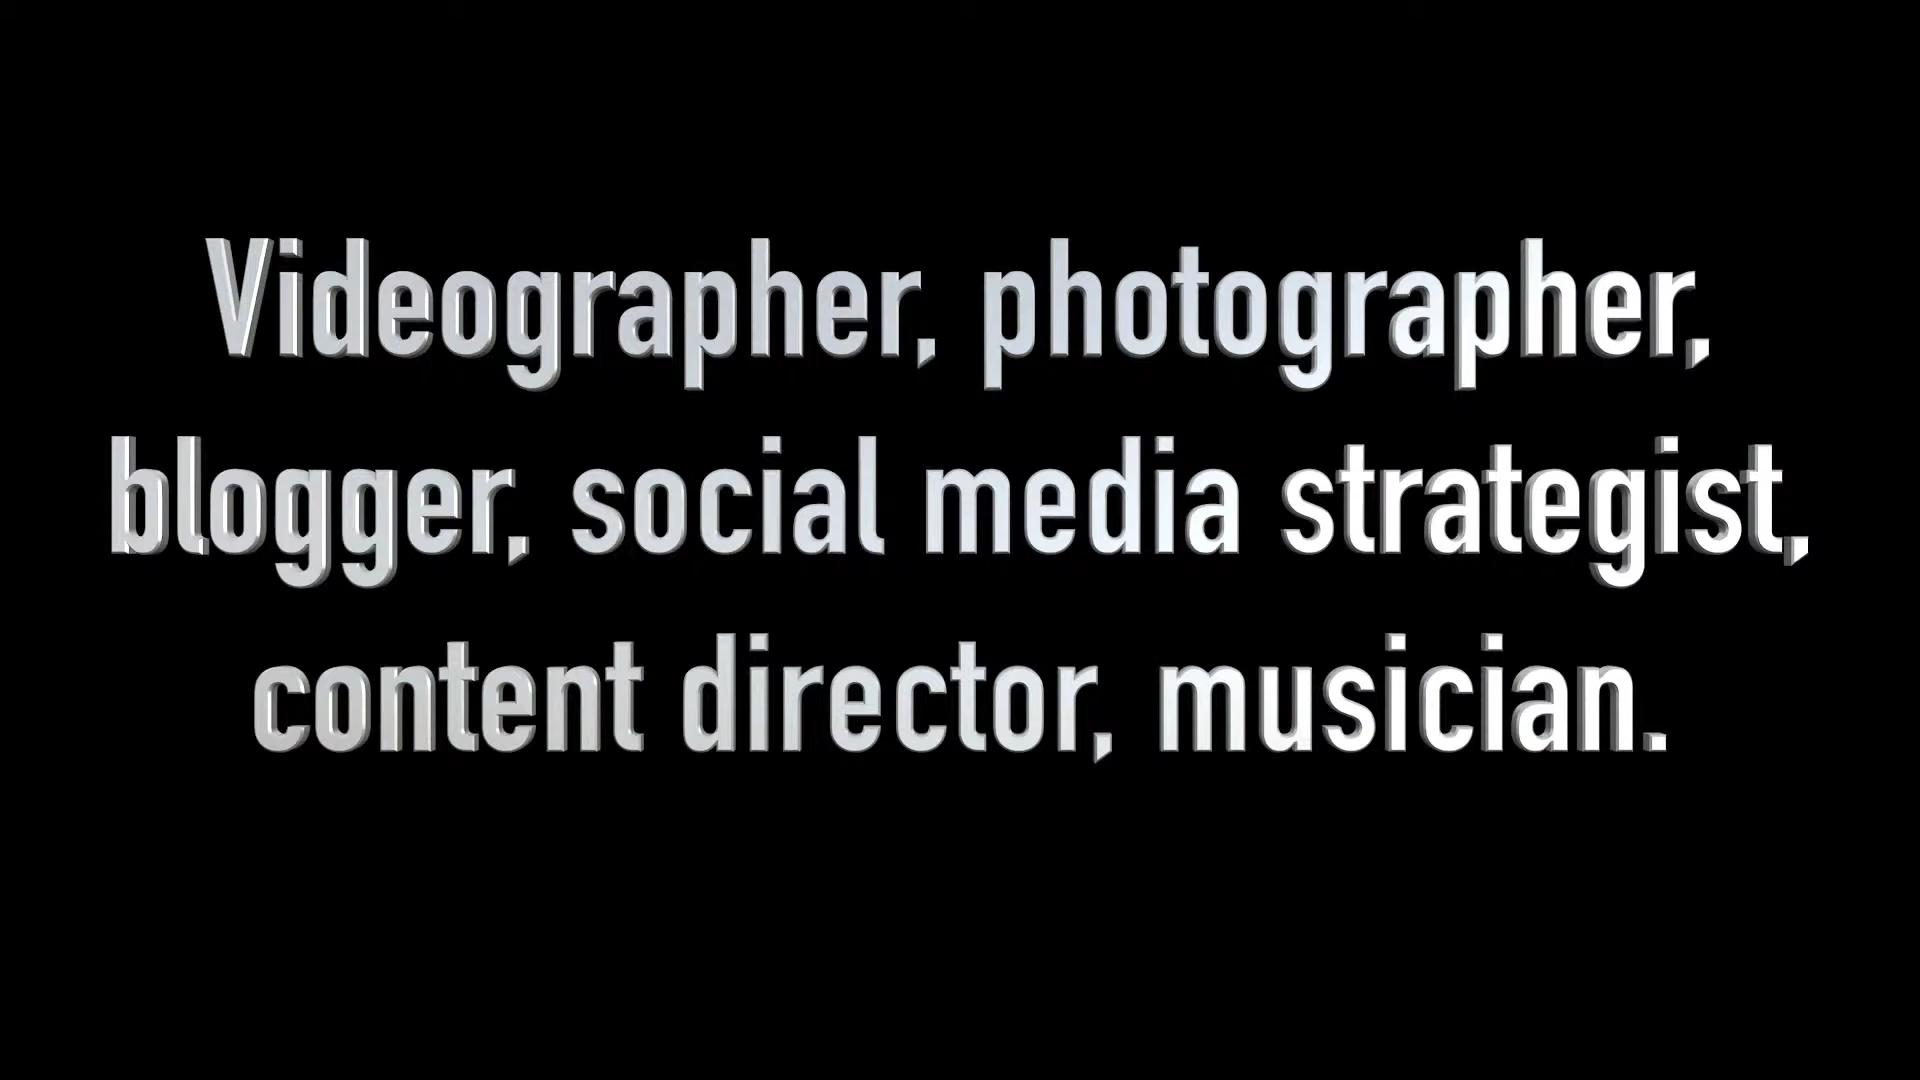 Videographer, photographer,
blogger, social media strategist,
content director, musician.